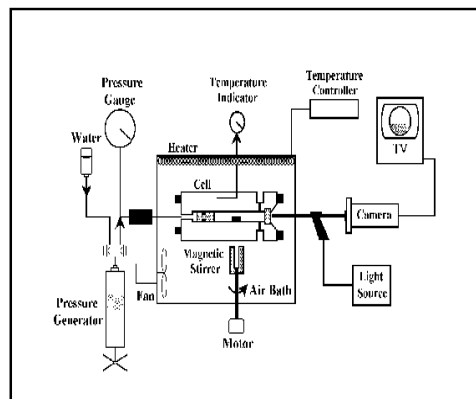 Pressure
Gauge
Temperature
Indicator
Temperature
Controller
Water
Heater
TV
Cell
Camera
Magnetic
Stirrer
Fan
Air Bath
Light
Source
Pressure
Generator
Motor